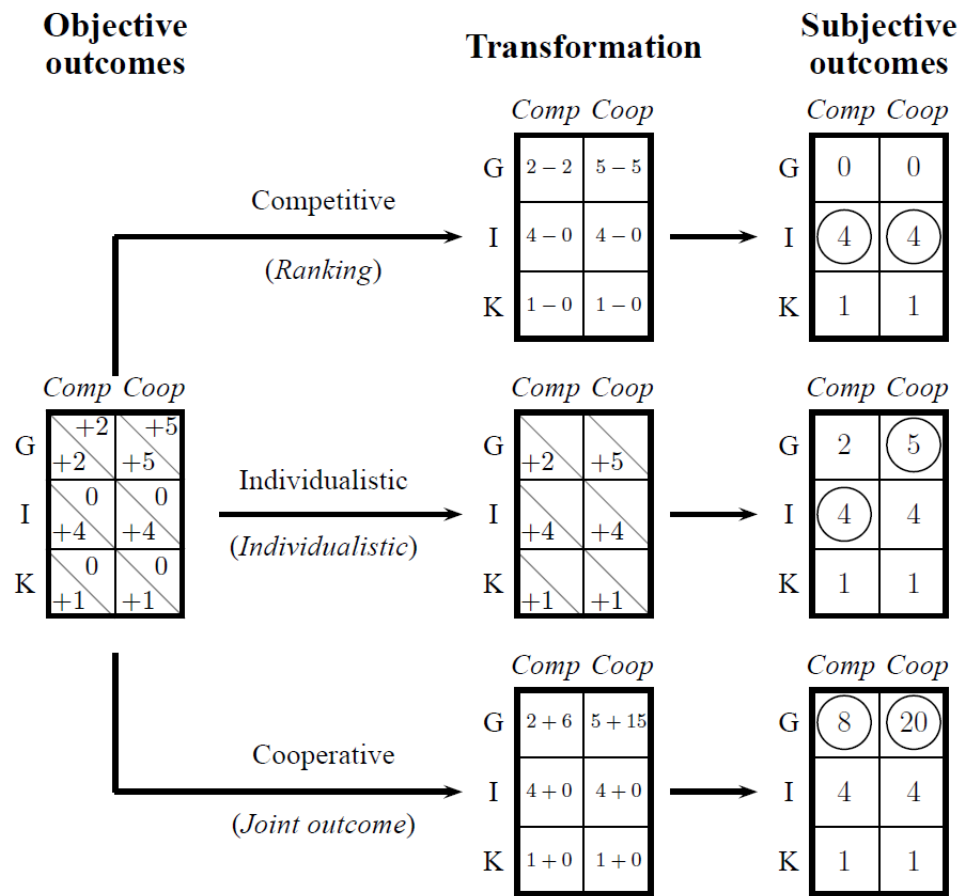 Objective
outcomes
Transformation
Subjective
outcomes
Comp Coop
G 2 − 2 5 − 5
I 4 − 0 4 − 0
K 1 − 0 1 − 0
Comp Coop
G 0 0
I 4 4
K 1 1
Competitive
(Ranking)
Comp Coop
G +2 +5
+2 +5
I 0 0
+4 +4
K 0 0
+1 +1
Individualistic
(Individualistic)
Comp Coop
G +2 +5
I +4 +4
K +1 +1
Comp Coop
G 2 5
I 4 4
K 1 1
Cooperative
(Joint outcome)
Comp Coop
G 2 + 6 5 + 15
I 4 + 0 4 + 0
K 1 + 0 1 + 0
Comp Coop
G 8 20
I 4 4
K 1 1